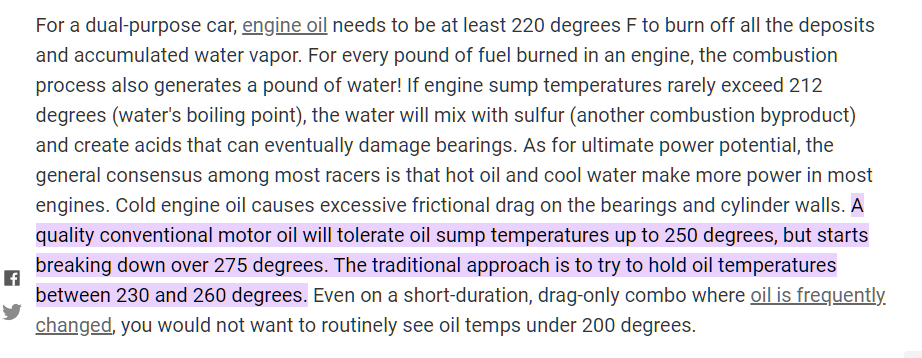 For a dual-purpose car, engine oil needs to be at least 220 degrees F to burn off all the deposits
and accumulated water vapor. For every pound of fuel burned in an engine, the combustion
process also generates a pound of water! If engine sump temperatures rarely exceed 212
degrees (water's boiling point), the water will mix with sulfur (another combustion byproduct)
and create acids that can eventually damage bearings. As for ultimate power potential, the
general consensus among most racers is that hot oil and cool water make more power in most
engines. Cold engine oil causes excessive frictional drag on the bearings and cylinder walls. A
quality conventional motor oil will tolerate oil sump temperatures up to 250 degrees, but starts
breaking down over 275 degrees. The traditional approach is to try to hold oil temperatures
between 230 and 260 degrees. Even on a short-duration, drag-only combo where oil is frequently
changed, you would not want to routinely see oil temps under 200 degrees.